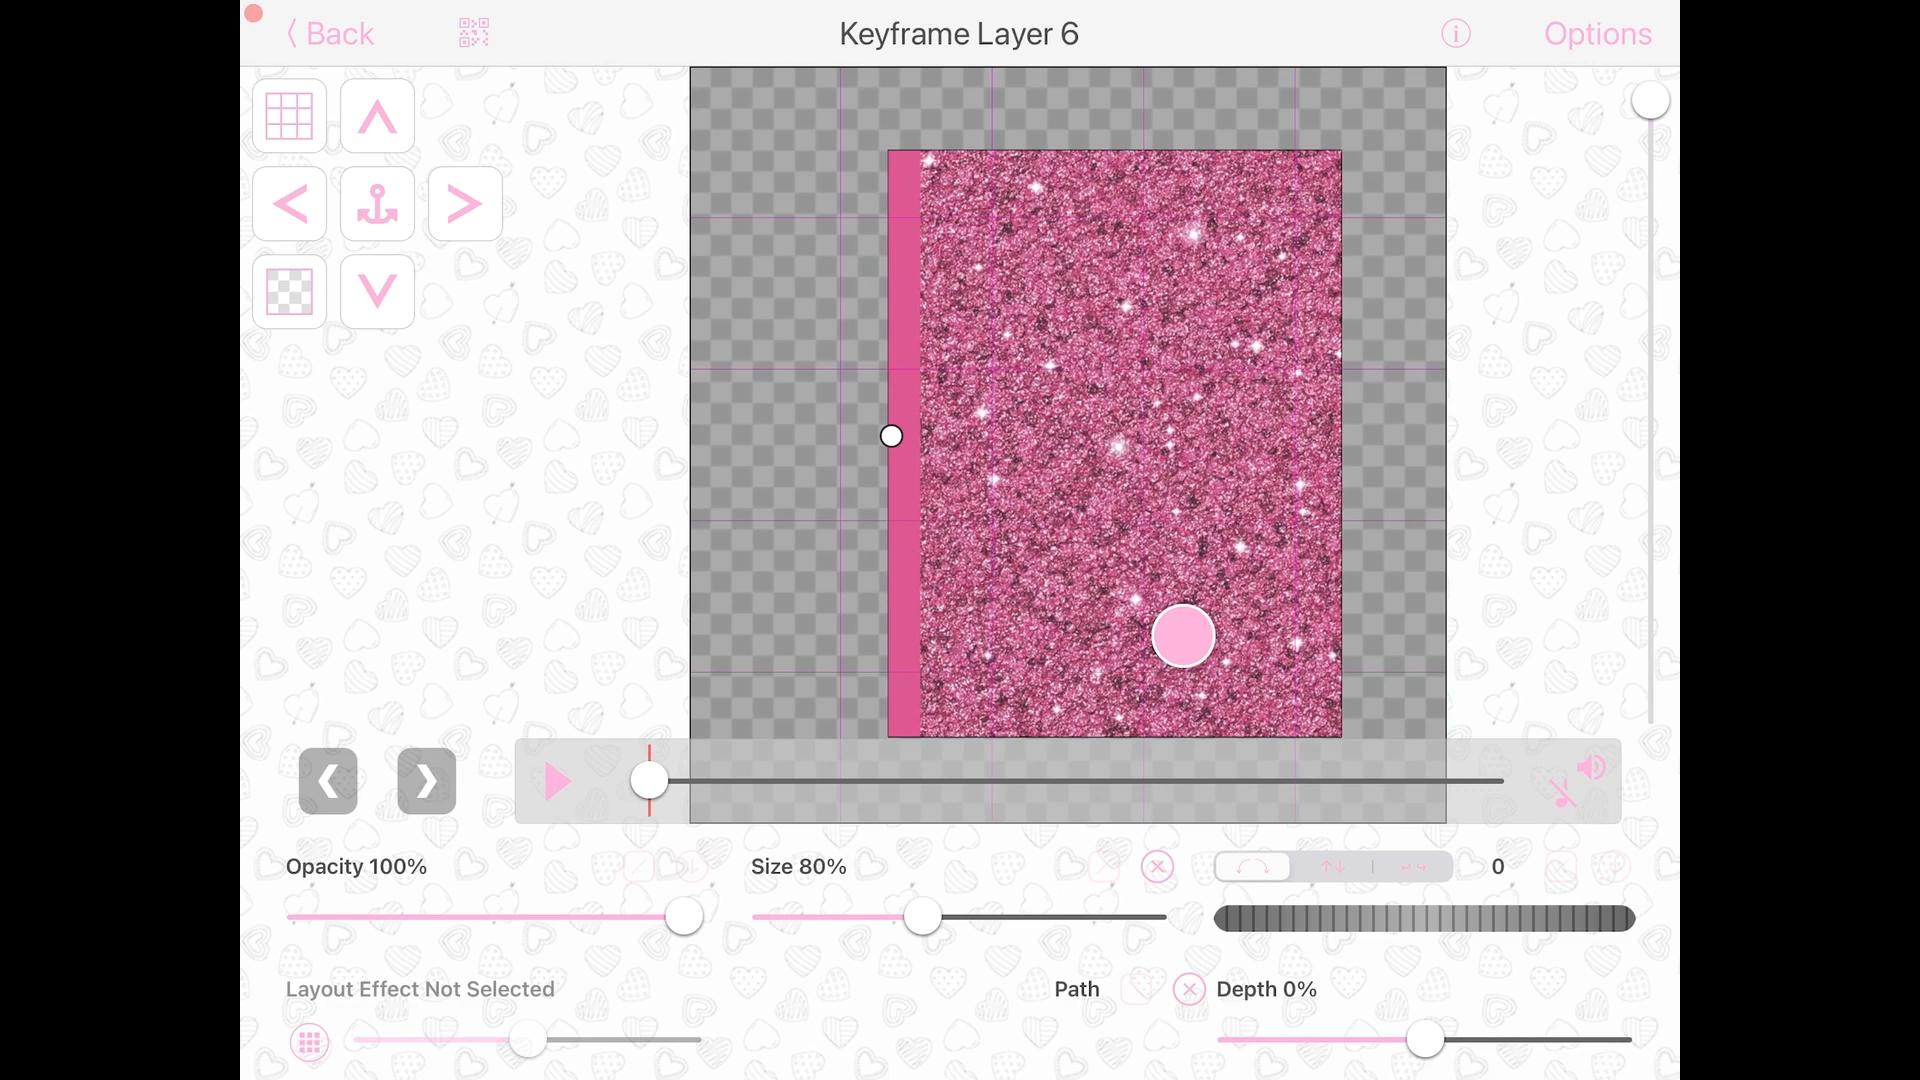 Back
Keyframe Layer 6
Options
Opacity 100%
Size 80%
0
Layout Effect Not Selected
Path
Depth 0%